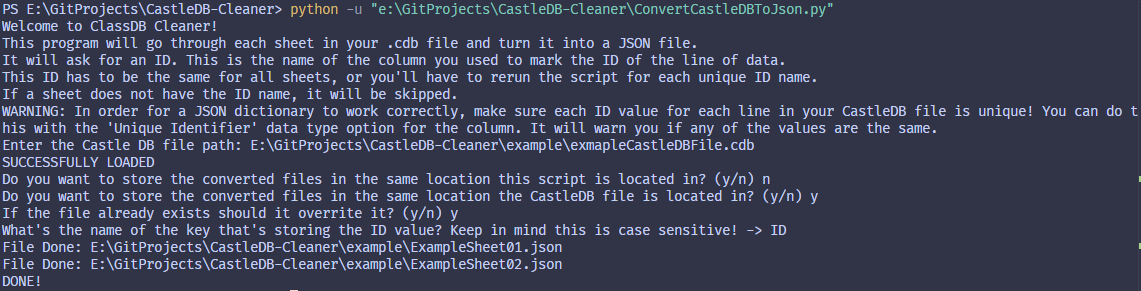 PS E:\GitProjects\CastleDB-Cleaner> python -u "e:\GitProjects\CastleDB-Cleaner\ConvertCastleDBToJson.py"
Welcome to ClassDB Cleaner!
This program will go through each sheet in your .cdb file and turn it into a JSON file.
It will ask for an ID. This is the name of the column you used to mark the ID of the line of data.
This ID has to be the same for all sheets, or you'll have to rerun the script for each unique ID name.
If a sheet does not have the ID name, it will be skipped.
WARNING: In order for a JSON dictionary to work correctly, make sure each ID value for each line in your CastleDB file is unique! You can do t
his with the 'Unique Identifier' data type option for the column. It will warn you if any of the values are the same.
Enter the Castle DB file path: E:\GitProjects\CastleDB-Cleaner\example\exmapleCastleDBFile.cdb
SUCCESSFULLY LOADED
Do you want to store the converted files in the same location this script is located in? (y/n) n
Do you want to store the converted files in the same location the CastleDB file is located in? (y/n) y
If the file already exists should it overrite it? (y/n) y
What's the name of the key that's storing the ID value? Keep in mind this is case sensitive! -> ID
File Done: E:\GitProjects\CastleDB-Cleaner\example\ExampleSheet01.json
File Done: E:\GitProjects\CastleDB-Cleaner\example\ExampleSheet02.json
DONE!